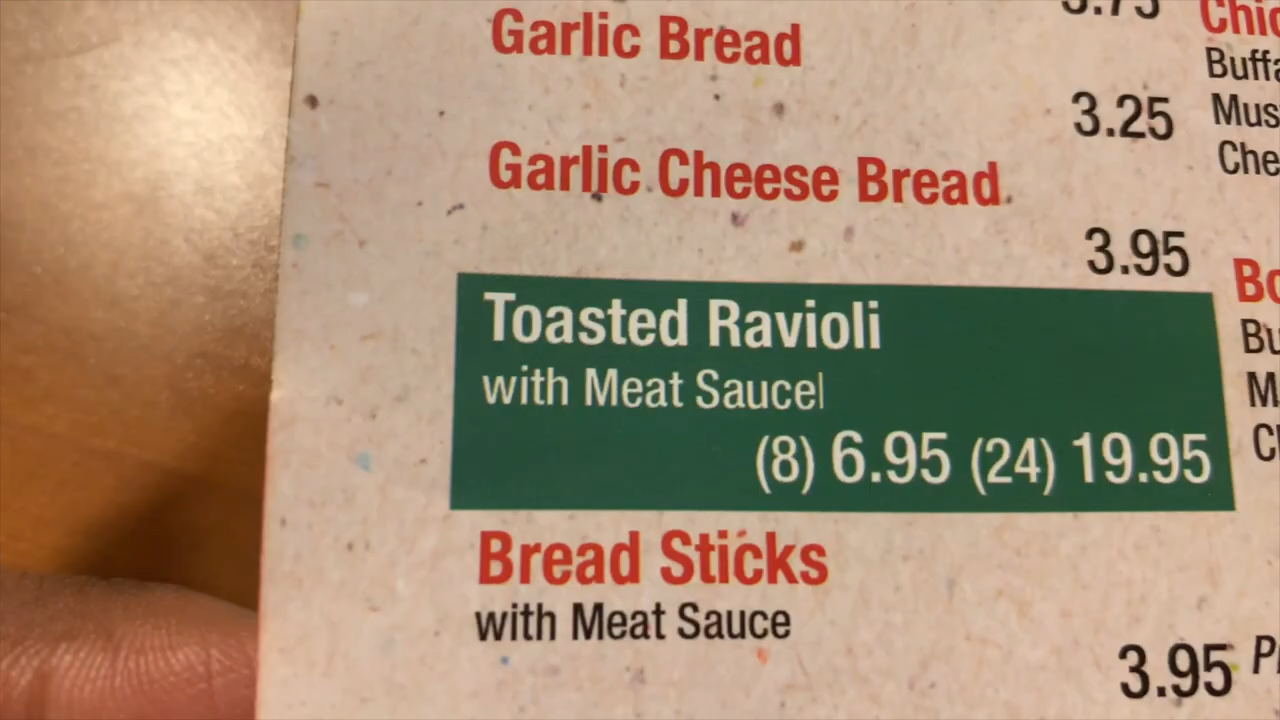 Garlic Bread
3.25
Garlic Cheese Bread
3.95
Toasted Ravioli
with Meat Sauce
(8) 6.95 (24) 19.95
Bread Sticks
with Meat Sauce
3.95